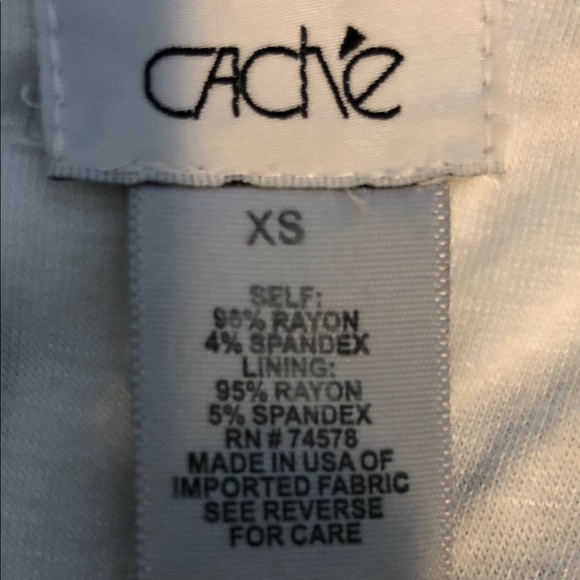 Caché
XS
SELF:
96% RAYON
4% SPANDEX
LINING:
95% RAYON
5% SPANDEX
RN # 74578
MADE IN USA OF
IMPORTED FABRIC
SEE REVERSE
FOR CARE